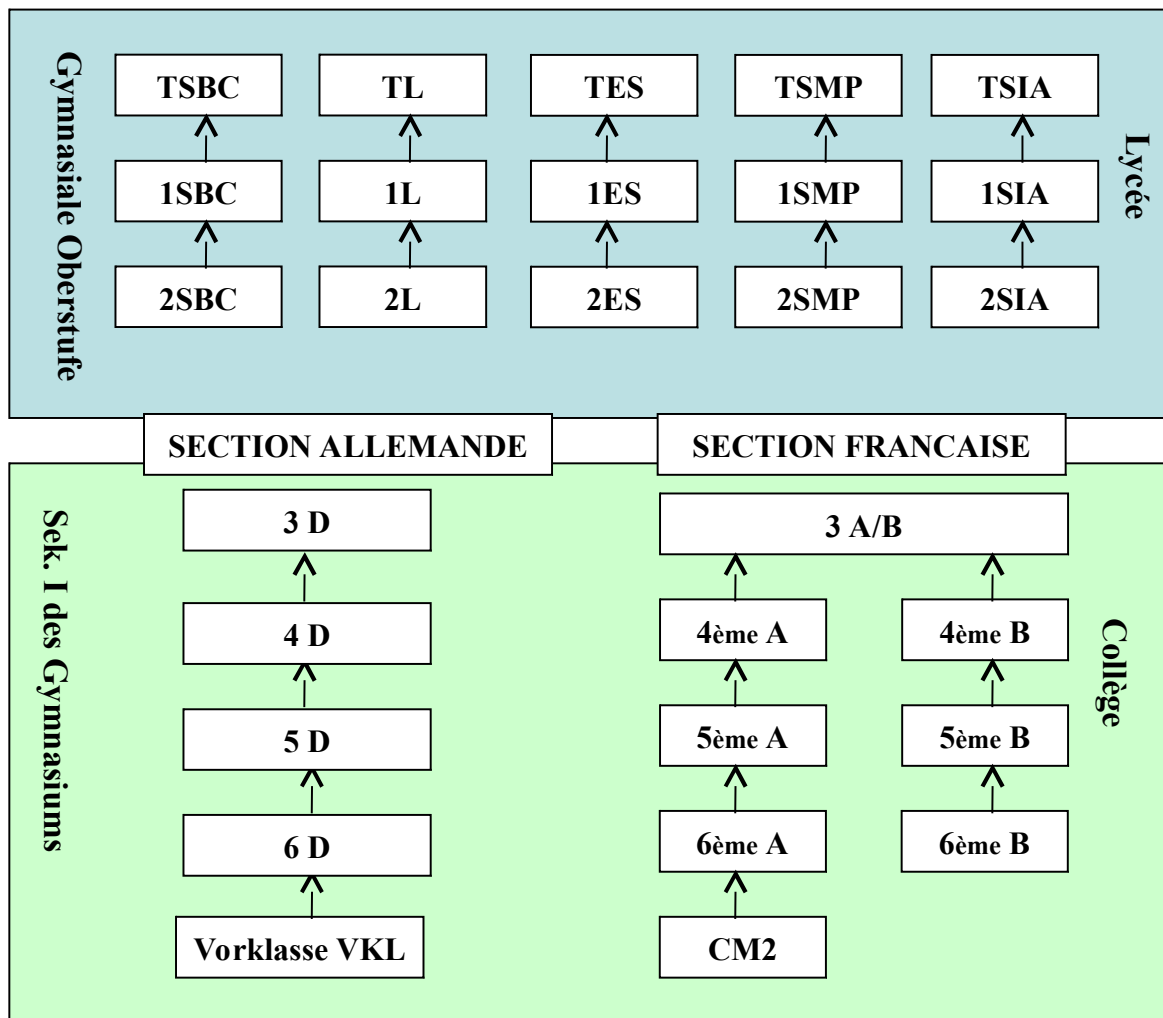 Gymnasiale Oberstufe
Lycée
TSBC TL TES TSMP TSIA
1SBC 1L 1ES 1SMP 1SIA
2SBC 2L 2ES 2SMP 2SIA
SECTION ALLEMANDE SECTION FRANCAISE
Sek. I des Gymnasiums
Collège
3 D 3 A/B
4 D 4ème A 4ème B
5 D 5ème A 5ème B
6 D 6ème A 6ème B
Vorklasse VKL CM2